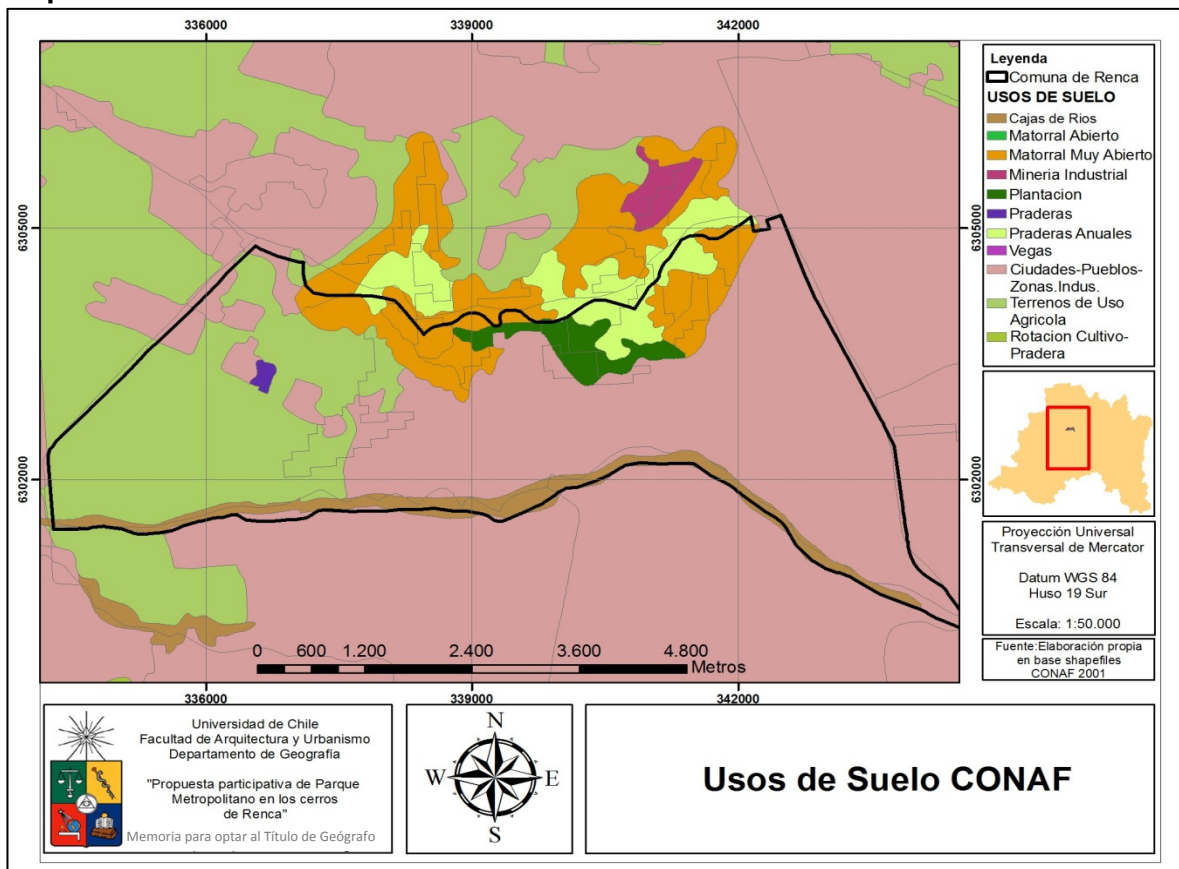 336000
339000
342000
6305000
6302000
6305000
6302000
Leyenda
Comuna de Renca
USOS DE SUELO
Cajas de Rios
Matorral Abierto
Matorral Muy Abierto
Mineria Industrial
Plantacion
Praderas
Praderas Anuales
Vegas
Ciudades-Pueblos-
Zonas.Indus.
Terrenos de Uso
Agricola
Rotacion Cultivo-
Pradera
Proyección Universal
Transversal de Mercator
Datum WGS 84
Huso 19 Sur
Escala: 1:50.000
Fuente:Elaboración propia
en base shapefiles
CONAF 2001
0 600 1.200 2.400 3.600 4.800
Metros
336000
339000
342000
Universidad de Chile
Facultad de Arquitectura y Urbanismo
Departamento de Geografía
"Propuesta participativa de Parque
Metropolitano en los cerros
de Renca"
Memoria para optar al Título de Geógrafo
N
W E
S
Usos de Suelo CONAF